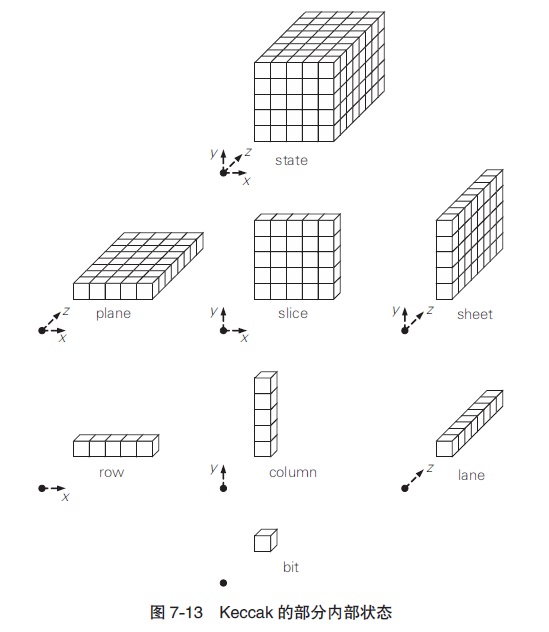 y z
x
state
z
x
plane
y
x
slice
y
z
sheet
x
row
y
column
z
lane
bit
图 7-13 Keccak 的部分内部状态